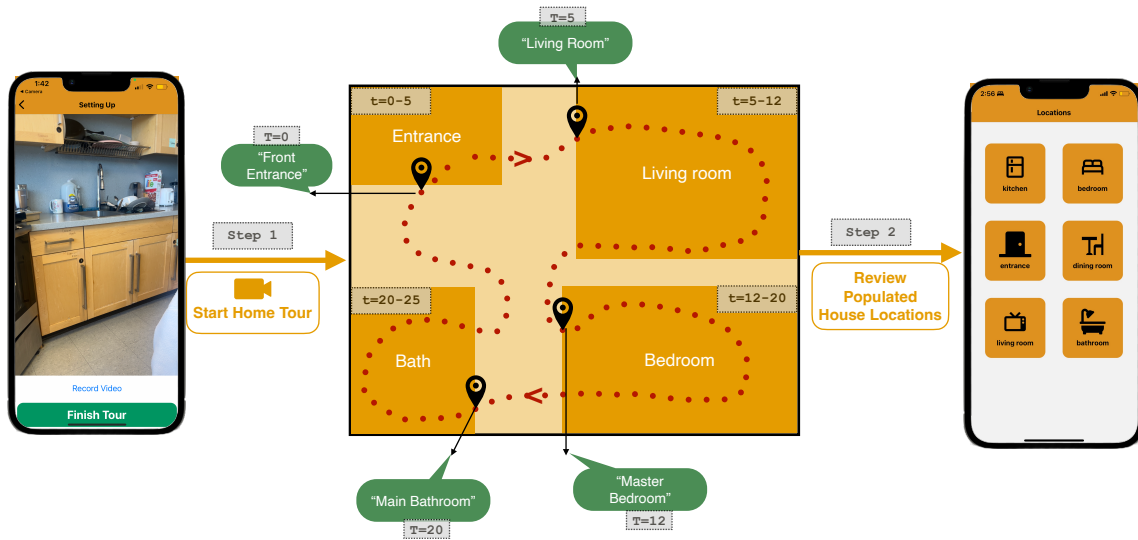 T=5
“Living Room”
1:42
Camera
Setting Up
Record Video
Finish Tour
Step 1
Start Home Tour
T=0
“Front
Entrance”
t=0-5
Entrance
t=5-12
Living room
t=20-25
Bath
t=12-20
Bedroom
“Main Bathroom”
T=20
“Master
Bedroom”
T=12
Step 2
Review
Populated
House Locations
2:56
Locations
kitchen
bedroom
entrance
dining room
living room
bathroom